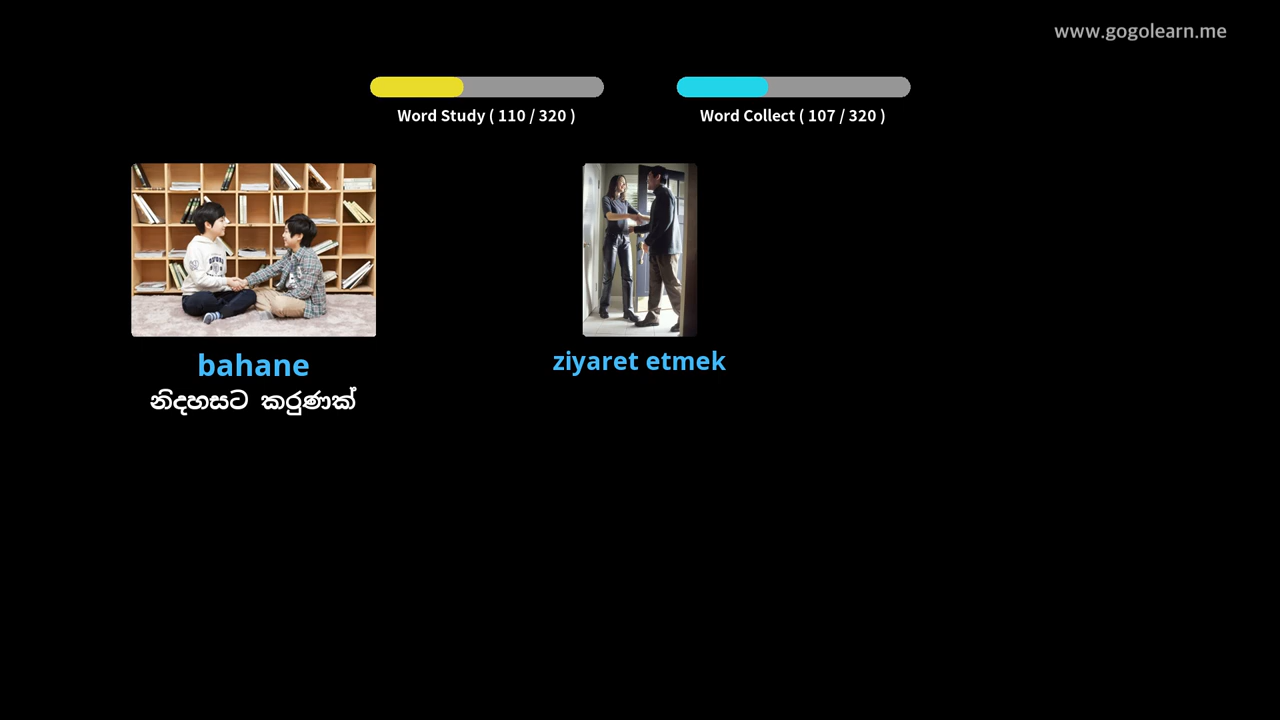 www.gogolearn.me
Word Study ( 110 / 320 )
Word Collect ( 107 / 320 )
bahane
නිදහසට කරුණක්
ziyaret etmek